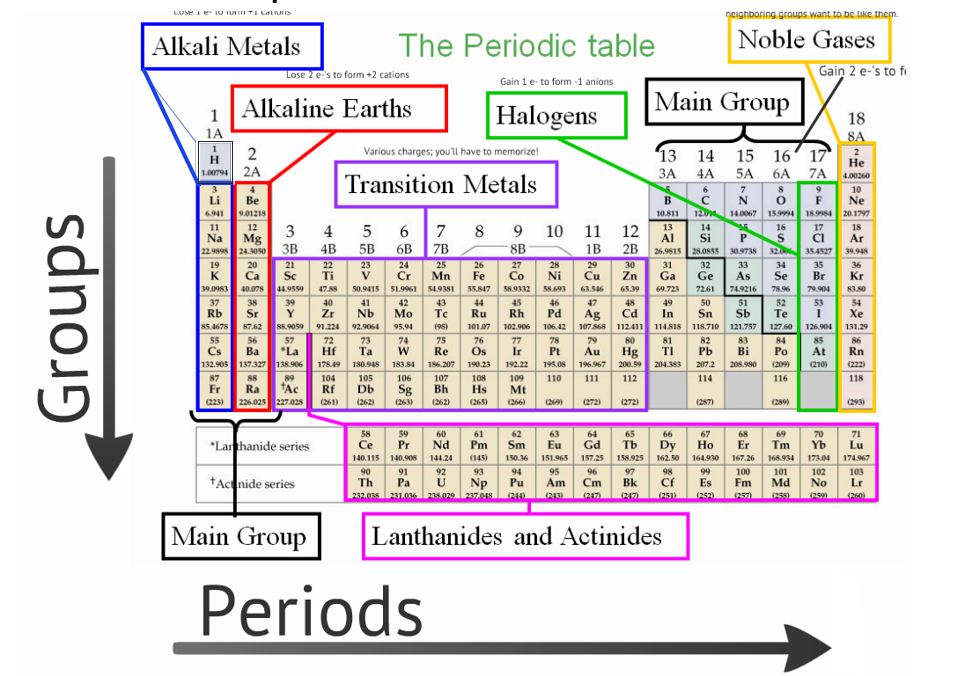 Lose 1 e- to form +1 cations
neighboring groups want to be like them.
Alkali Metals
The Periodic table
Noble Gases
Lose 2 e-'s to form +2 cations
Gain 1 e- to form -1 anions
Gain 2 e-'s to f
Alkaline Earths
Halogens
Main Group
1
1A
2
2A
Various charges; you'll have to memorize!
Transition Metals
13 14 15 16 17
3A 4A 5A 6A 7A
18
8A
3 4 5 6 7 8 9 10 11 12
3B 4B 5B 6B 7B 8B 1B 2B
1 2
H He
1.00794 4.00260
3 4 5 6 7 8 9 10
Li Be B C N O F Ne
6.941 9.01218 10.811 14.0067 15.9994 18.9984 20.1797
11 12 13 14 15 16 17 18
Na Mg Al Si P S Cl Ar
22.9898 24.3050 26.9815 28.0855 30.9738 35.4527 39.948
19 20 21 22 23 24 25 26 27 28 29 30 31 32 33 34 35 36
K Ca Sc Ti V Cr Mn Fe Co Ni Cu Zn Ga Ge As Se Br Kr
39.0983 40.078 44.9559 47.88 50.9415 51.9961 54.9381 55.847 58.9332 58.693 63.546 65.39 69.723 72.61 74.9216 78.96 79.904 83.80
37 38 39 40 41 42 43 44 45 46 47 48 49 50 51 52 53 54
Rb Sr Y Zr Nb Mo Tc Ru Rh Pd Ag Cd In Sn Sb Te I Xe
85.4678 87.62 88.9059 91.224 92.9064 95.94 (98) 101.07 102.906 106.42 107.868 112.411 114.818 118.710 121.757 127.60 126.904 131.29
55 56 57 72 73 74 75 76 77 78 79 80 81 82 83 84 85 86
Cs Ba *La Hf Ta W Re Os Ir Pt Au Hg Tl Pb Bi Po At Rn
132.905 137.327 138.906 178.49 180.948 183.84 186.207 190.23 192.22 195.08 196.967 200.59 204.383 207.2 208.980 (209) (210) (222)
87 88 89 104 105 106 107 108 109 110 111 112 114 116 118
Fr Ra †Ac Rf Db Sg Bh Hs Mt
(223) 226.025 227.028 (261) (262) (263) (262) (265) (266) (269) (272) (272) (287) (289) (293)
58 59 60 61 62 63 64 65 66 67 68 69 70 71
*Lanthanide series Ce Pr Nd Pm Sm Eu Gd Tb Dy Ho Er Tm Yb Lu
140.115 140.908 144.24 (145) 150.36 151.965 157.25 158.925 162.50 164.930 167.26 168.934 173.04 174.967
90 91 92 93 94 95 96 97 98 99 100 101 102 103
†Actinide series Th Pa U Np Pu Am Cm Bk Cf Es Fm Md No Lr
232.038 231.036 238.029 237.048 (244) (243) (247) (247) (251) (252) (257) (258) (259) (260)
Groups
Main Group
Lanthanides and Actinides
Periods